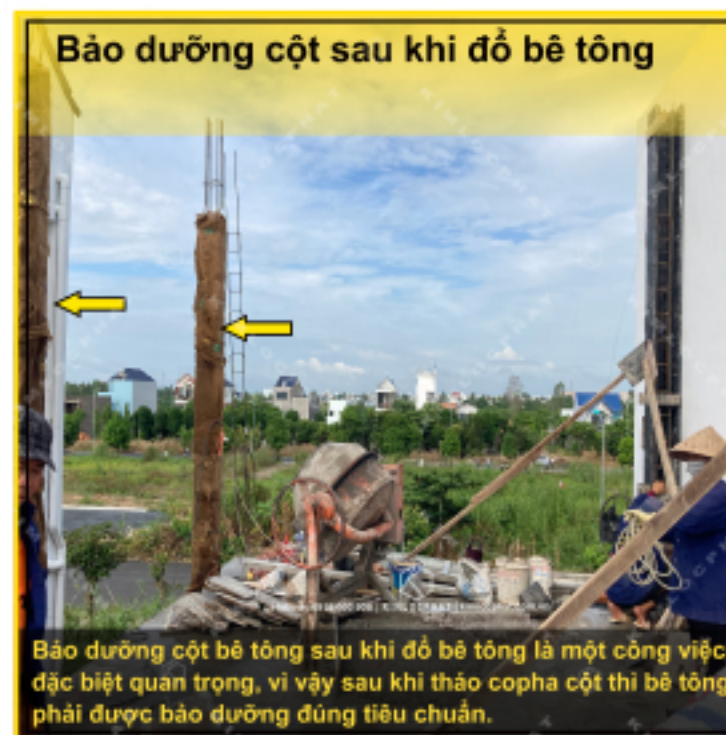 Bảo dưỡng cột sau khi đổ bê tông
Bảo dưỡng cột bê tông sau khi đổ bê tông là một công việc
đặc biệt quan trọng, vì vậy sau khi tháo copha cột thì bê tông
phải được bảo dưỡng đúng tiêu chuẩn.